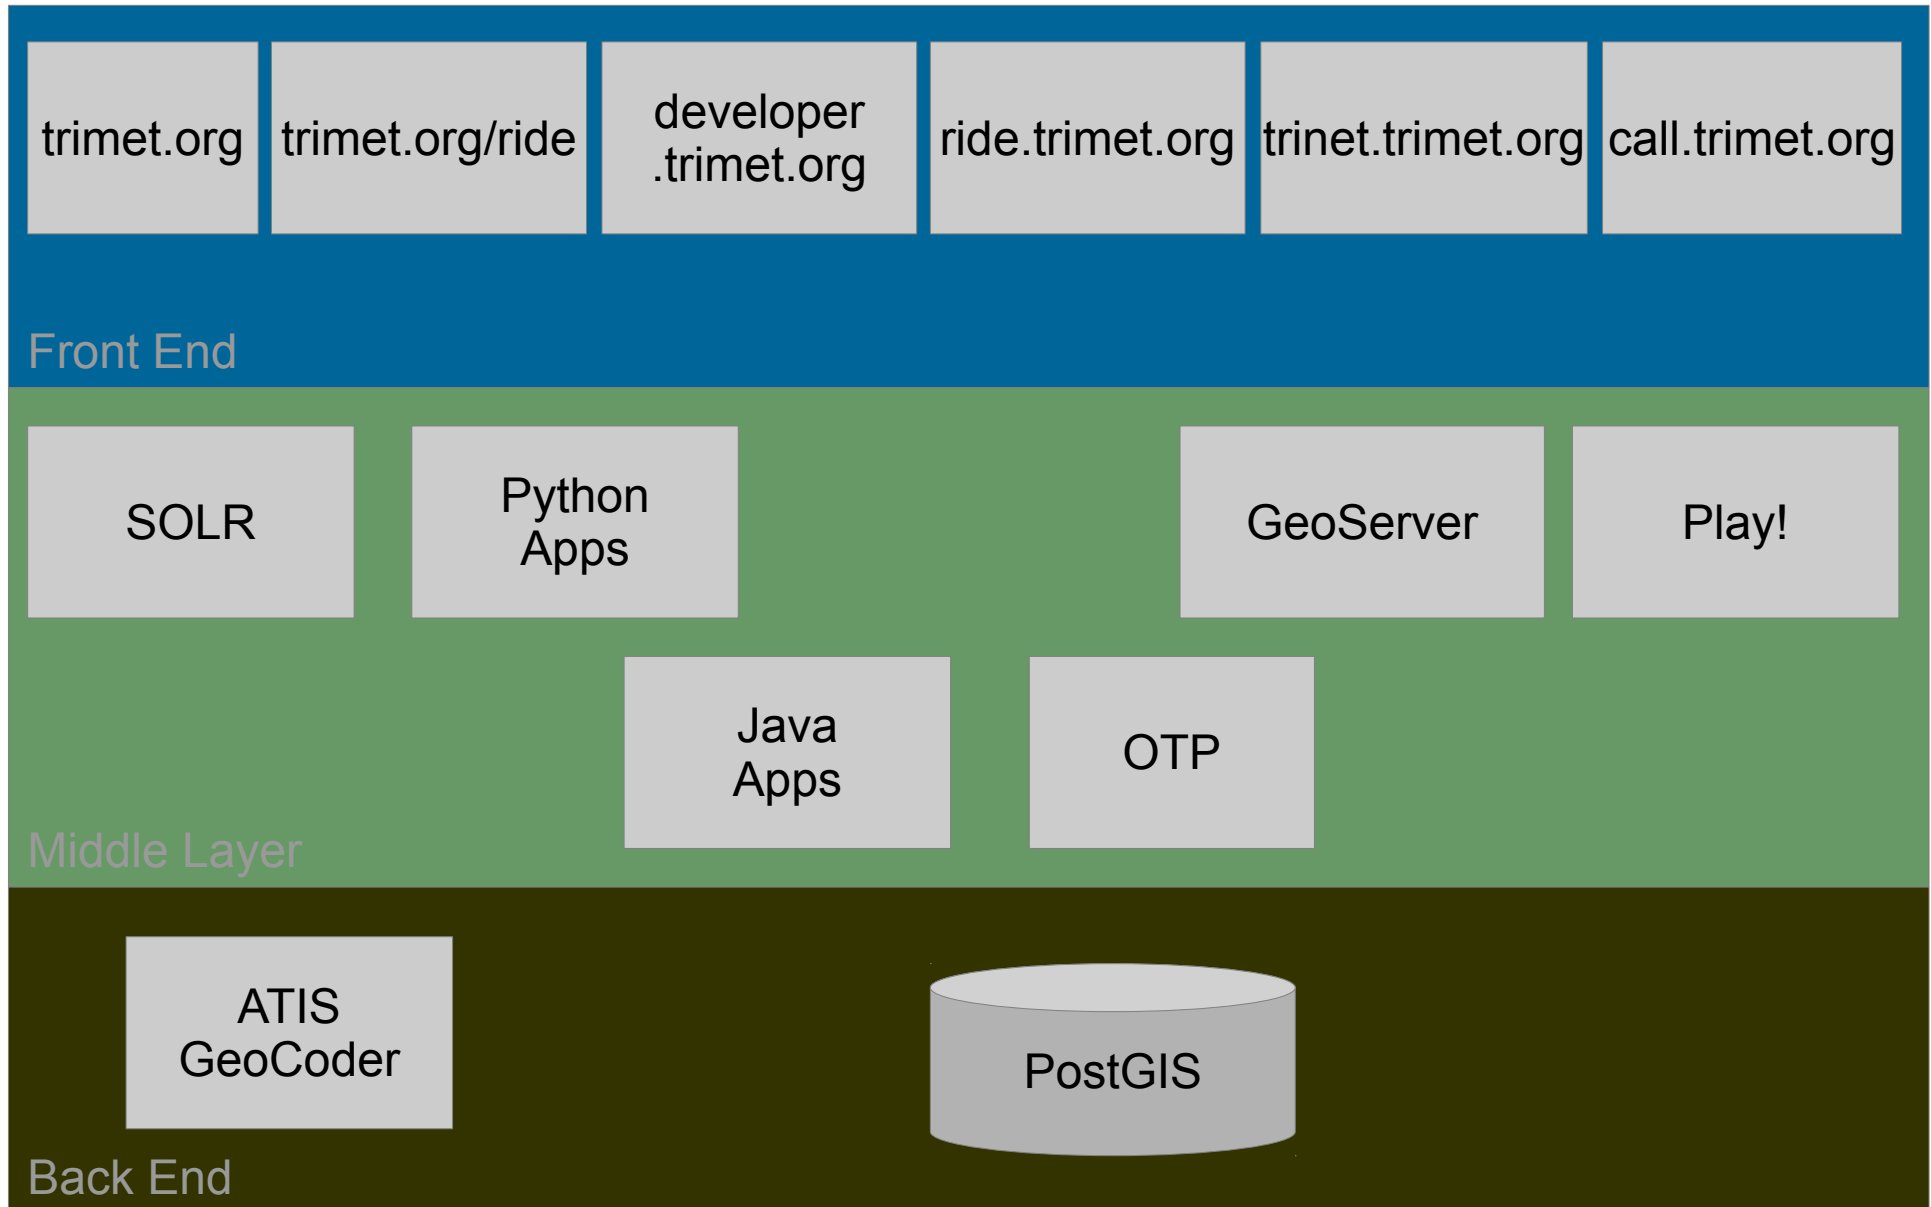 trimet.org
trimet.org/ride
developer
.trimet.org
ride.trimet.org
trinet.trimet.org
call.trimet.org
Front End
SOLR
Python
Apps
GeoServer
Play!
Java
Apps
OTP
Middle Layer
ATIS
GeoCoder
PostGIS
Back End